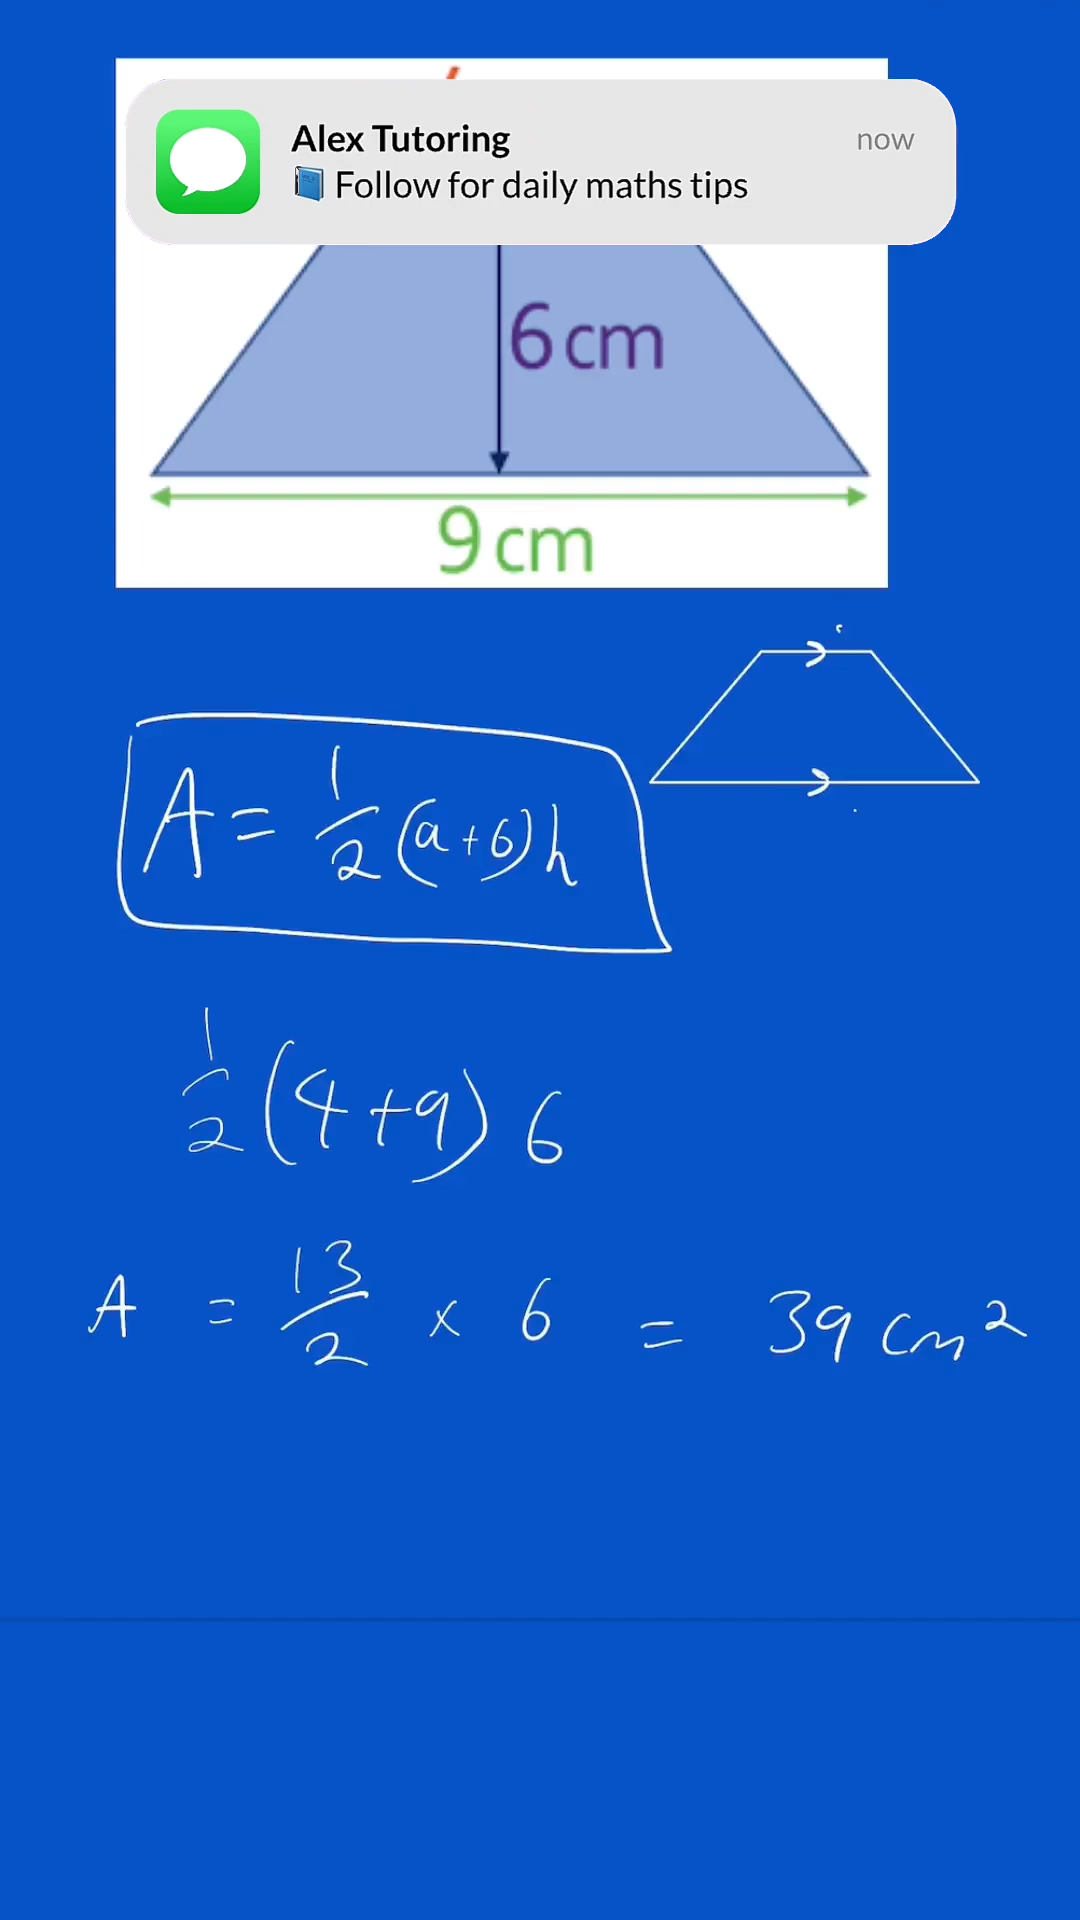 Alex Tutoring
now
Follow for daily maths tips
6 cm
9 cm
A = 1/2 (a+b)h
1/2 (4+9) 6
A = 13/2 × 6 = 39 cm²